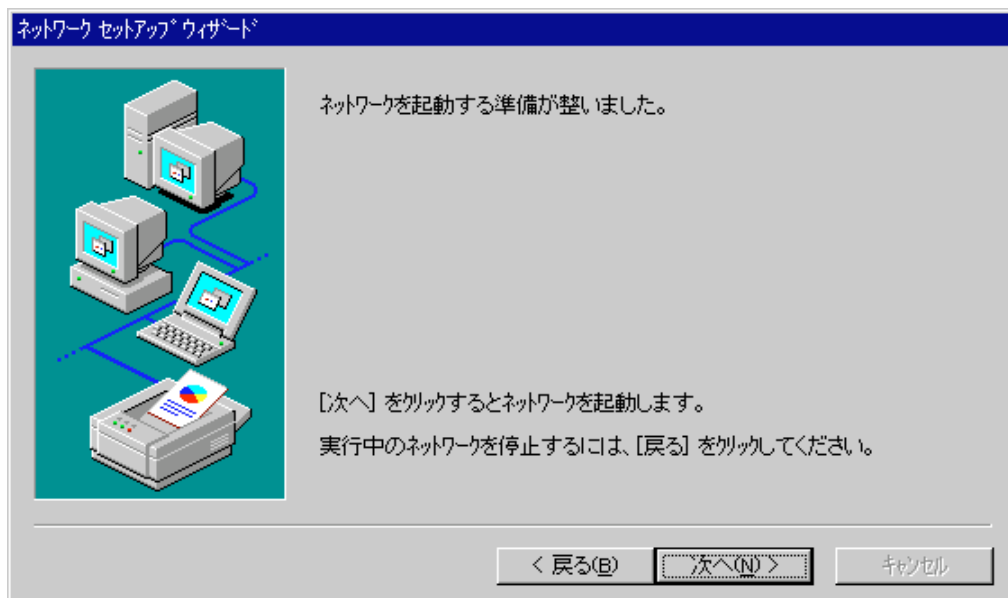 ネットワーク セットアップ ウィザード
ネットワークを起動する準備が整いました。
[次へ] をクリックするとネットワークを起動します。
実行中のネットワークを停止するには、[戻る] をクリックしてください。
< 戻る(B)
次へ(N) >
キャンセル